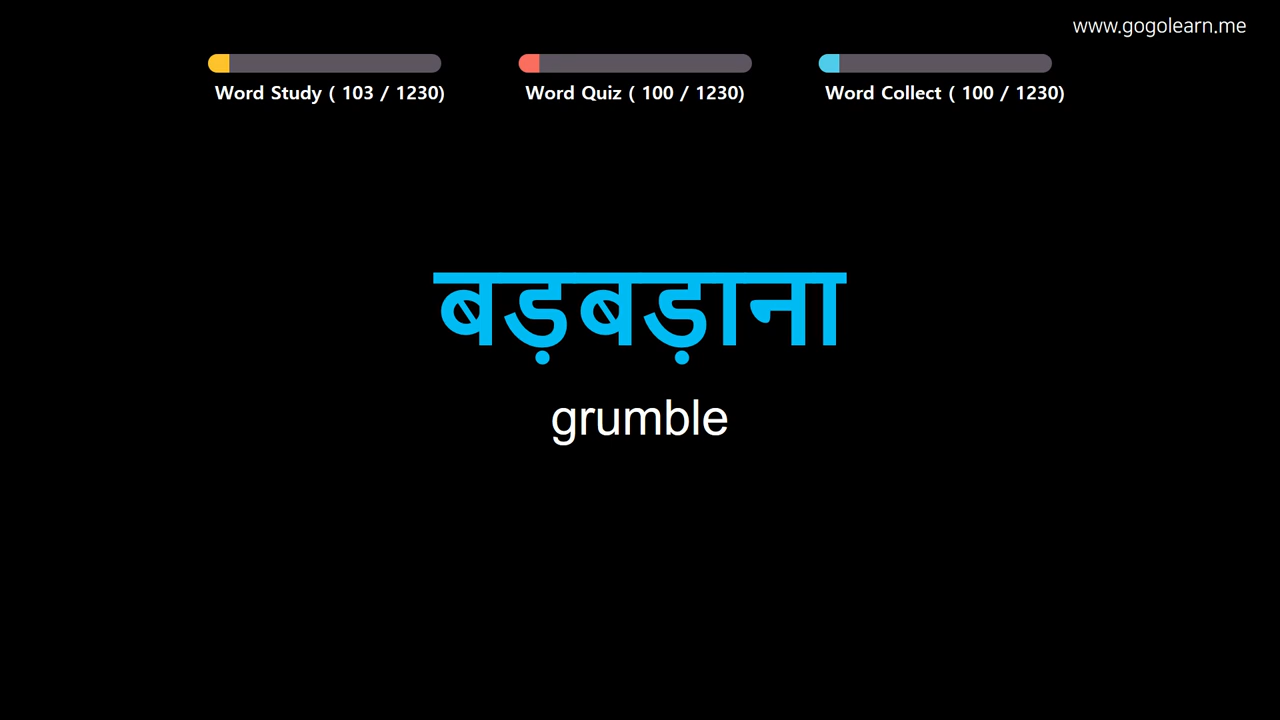 www.gogolearn.me
Word Study ( 103 / 1230)
Word Quiz ( 100 / 1230)
Word Collect ( 100 / 1230)
बड़बड़ाना
grumble